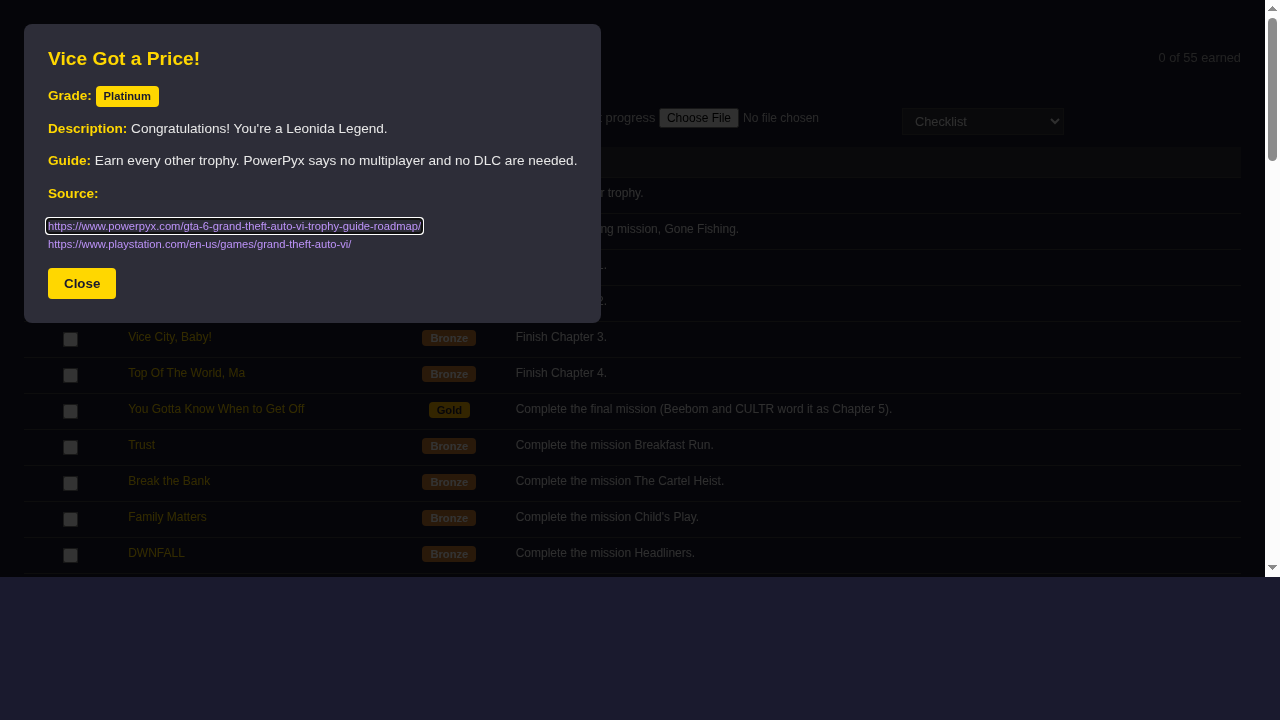 Vice Got a Price!
0 of 55 earned
Grade: Platinum
progress Choose File No file chosen
Checklist
Description: Congratulations! You're a Leonida Legend.
Guide: Earn every other trophy. PowerPyx says no multiplayer and no DLC are needed.
Source:
trophy.
https://www.powerpyx.com/gta-6-grand-theft-auto-vi-trophy-guide-roadmap/
mission, Gone Fishing.
https://www.playstation.com/en-us/games/grand-theft-auto-vi/
Close
Vice City, Baby! Bronze Finish Chapter 3.
Top Of The World, Ma Bronze Finish Chapter 4.
You Gotta Know When to Get Off Gold Complete the final mission (Beebom and CULTR word it as Chapter 5).
Trust Bronze Complete the mission Breakfast Run.
Break the Bank Bronze Complete the mission The Cartel Heist.
Family Matters Bronze Complete the mission Child's Play.
DWNFALL Bronze Complete the mission Headliners.